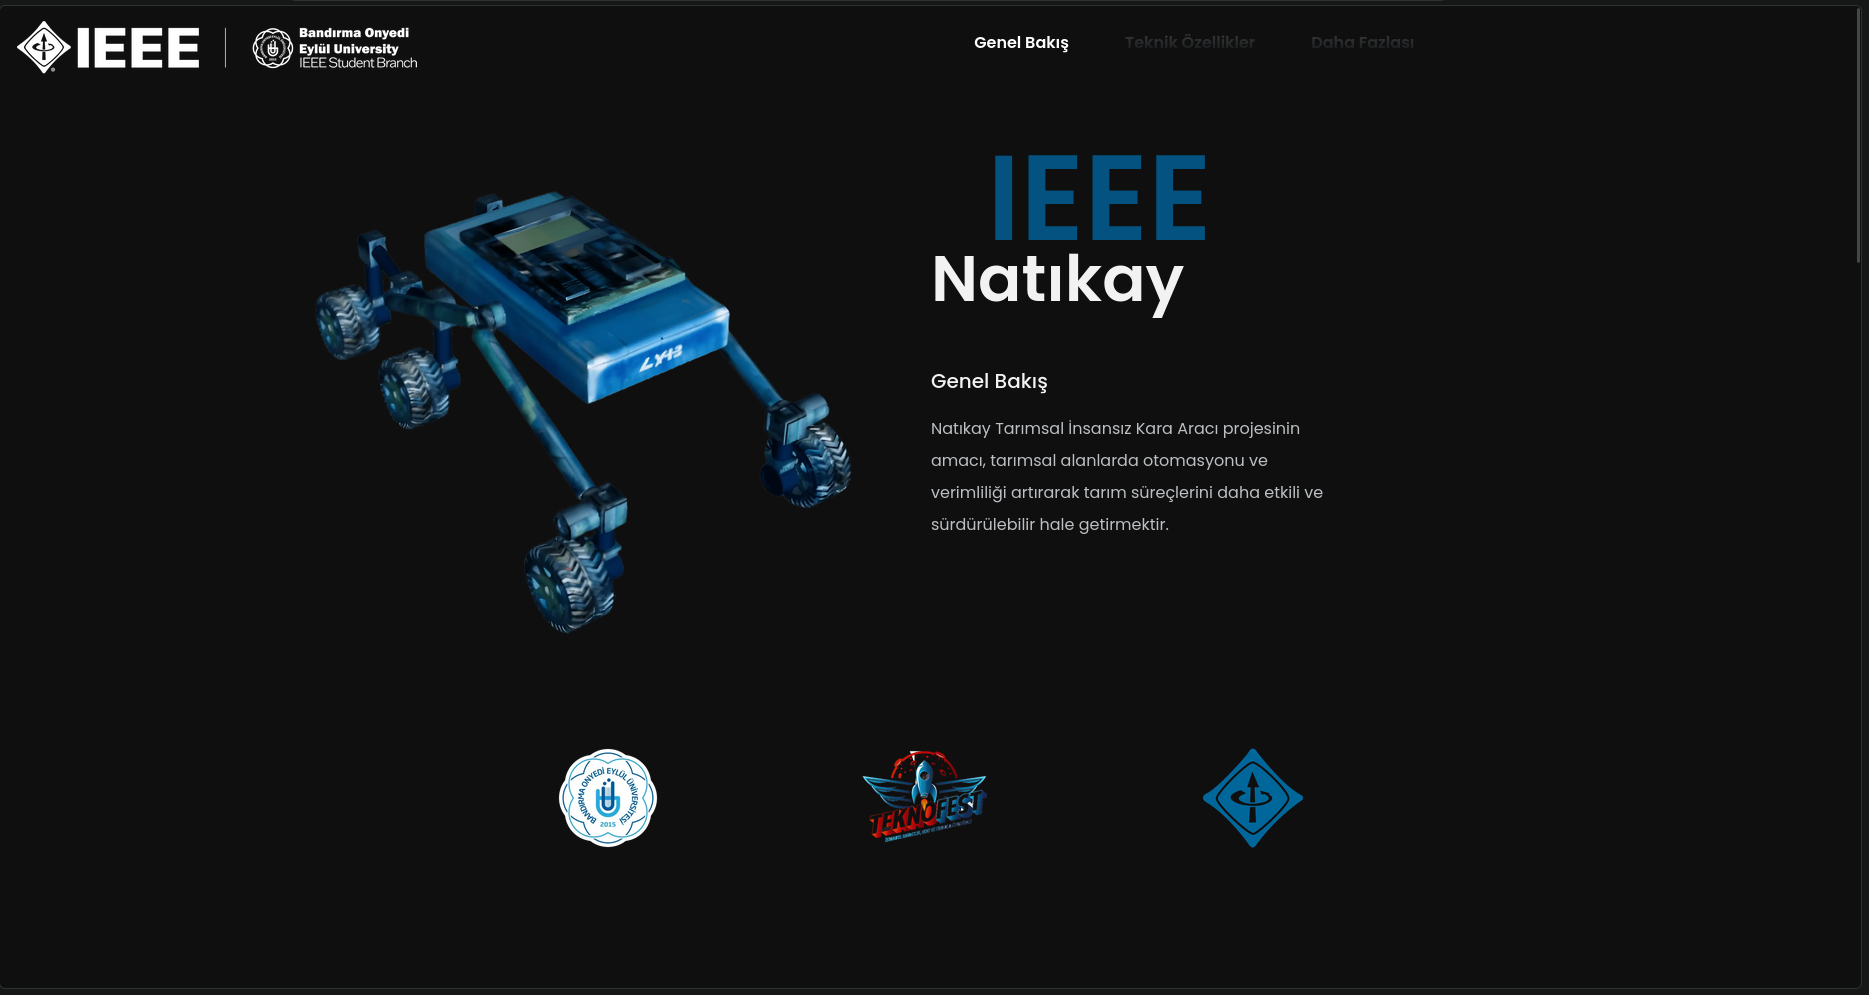 IEEE
Bandırma Onyedi
Eylül University
IEEE Student Branch
Genel Bakış
Teknik Özellikler
Daha Fazlası
IEEE
Natıkay
LY43
Genel Bakış
Natıkay Tarımsal İnsansız Kara Aracı projesinin
amacı, tarımsal alanlarda otomasyonu ve
verimliliği artırarak tarım süreçlerini daha etkili ve
sürdürülebilir hale getirmektir.
BANDIRMA ONYEDİ EYLÜL ÜNİVERSİTESİ
2015
TEKNOFEST